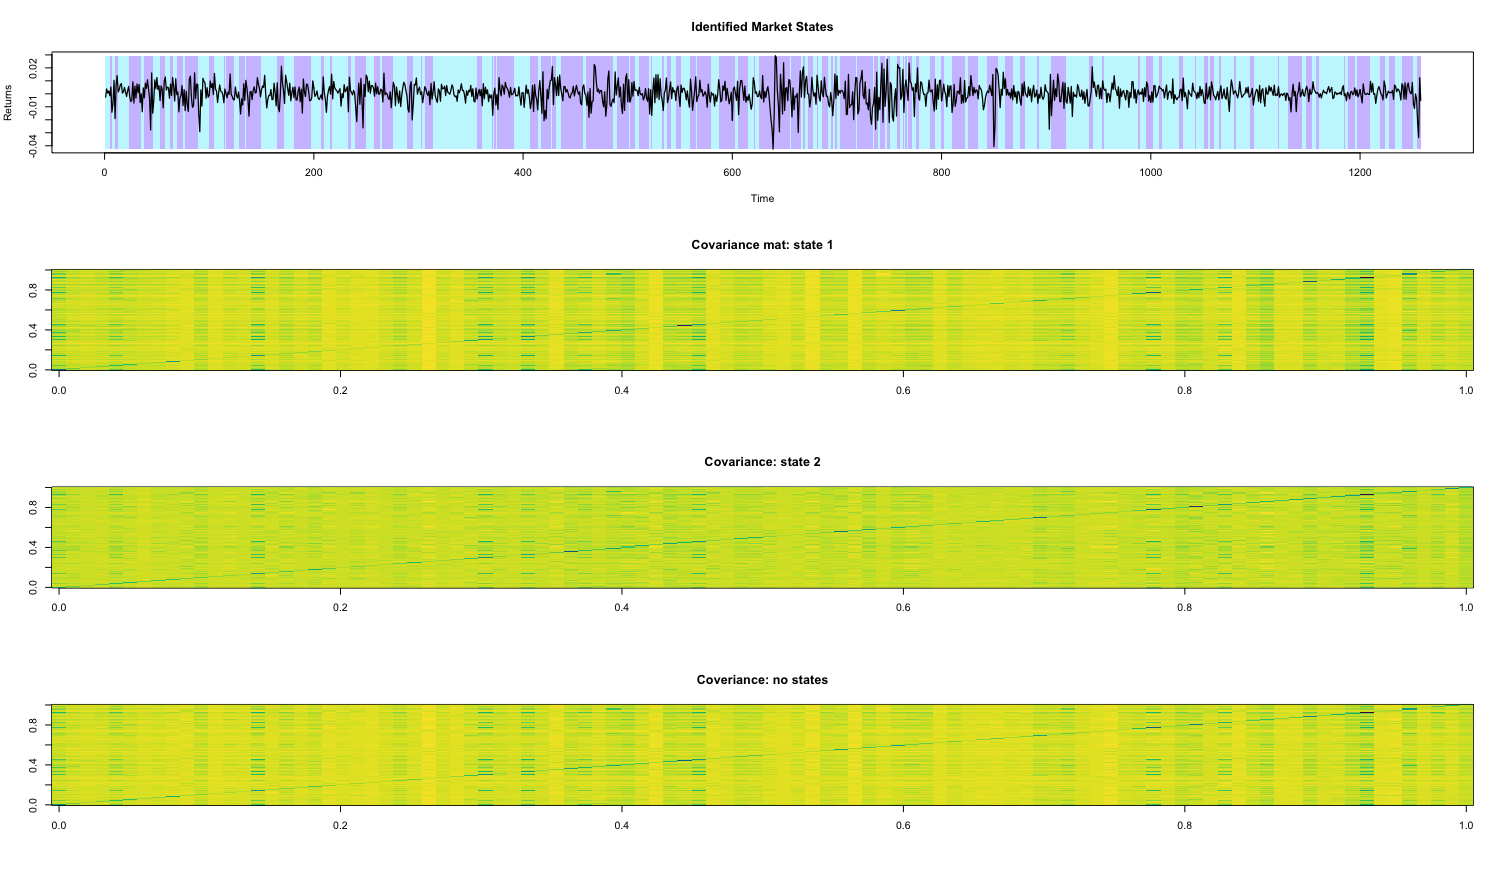 Identified Market States
Returns
0.02
-0.01
-0.04
0 200 400 600 800 1000 1200
Time
Covariance mat: state 1
0.8
0.4
0.0
0.0 0.2 0.4 0.6 0.8 1.0
Covariance: state 2
0.8
0.4
0.0
0.0 0.2 0.4 0.6 0.8 1.0
Coveriance: no states
0.8
0.4
0.0
0.0 0.2 0.4 0.6 0.8 1.0